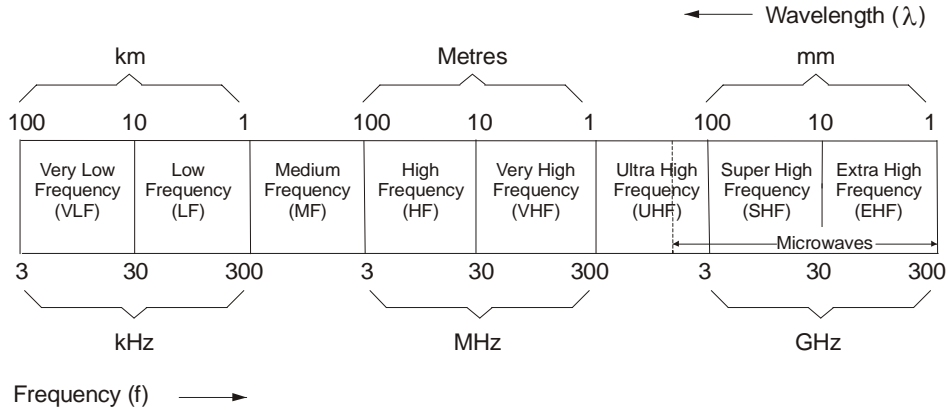 Wavelength (λ)
km Metres mm
100 10 1 100 10 1 100 10 1
Very Low Low Medium High Very High Ultra High Super High Extra High
Frequency Frequency Frequency Frequency Frequency Frequency Frequency Frequency
(VLF) (LF) (MF) (HF) (VHF) (UHF) (SHF) (EHF)
Microwaves
3 30 300 3 30 300 3 30 300
kHz MHz GHz
Frequency (f)